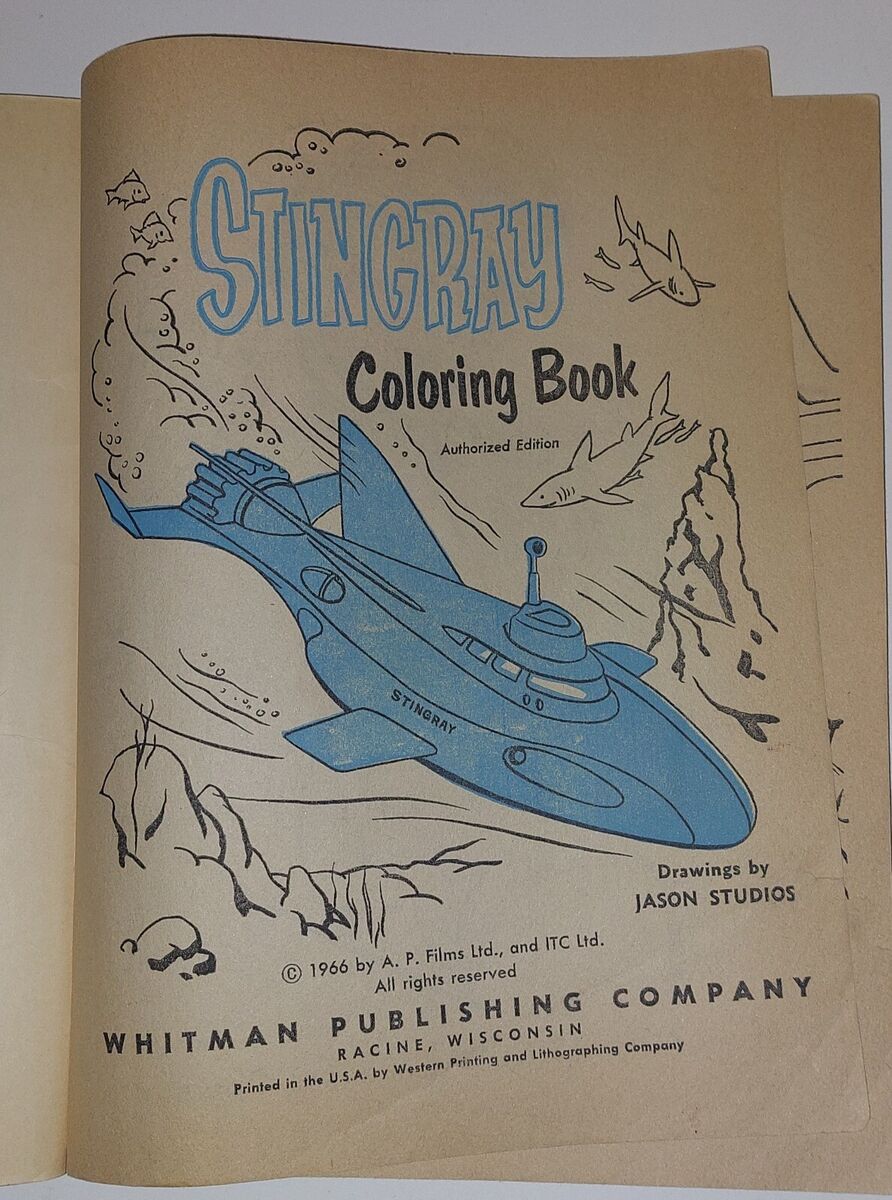 STINGRAY
Coloring Book
Authorized Edition
STINGRAY
Drawings by
JASON STUDIOS
© 1966 by A. P. Films Ltd., and ITC Ltd.
All rights reserved
WHITMAN PUBLISHING COMPANY
RACINE, WISCONSIN
Printed in the U.S.A. by Western Printing and Lithographing Company